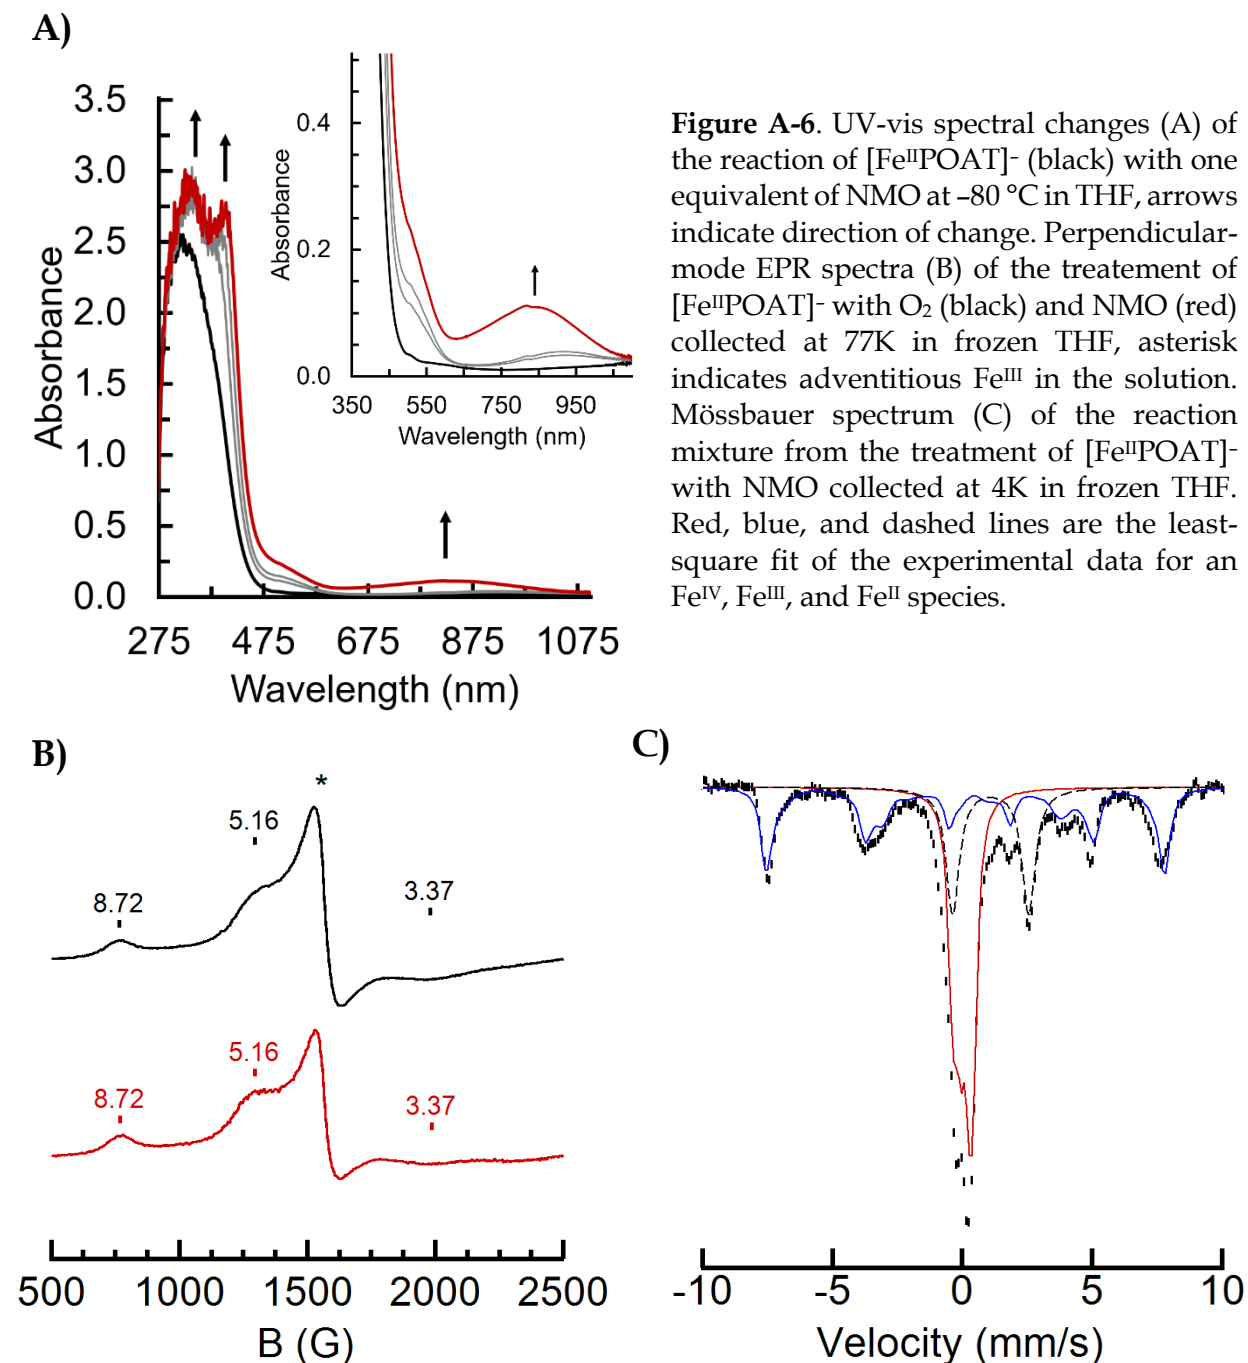 A)
3.5
3.0
2.5
2.0
1.5
1.0
0.5
0.0
Absorbance
275 475 675 875 1075
Wavelength (nm)
0.4
0.2
0.0
Absorbance
350 550 750 950
Wavelength (nm)
Figure A-6. UV-vis spectral changes (A) of
the reaction of [FeᴵᴵPOAT]⁻ (black) with one
equivalent of NMO at –80 °C in THF, arrows
indicate direction of change. Perpendicular-
mode EPR spectra (B) of the treatement of
[FeᴵᴵPOAT]⁻ with O₂ (black) and NMO (red)
collected at 77K in frozen THF, asterisk
indicates adventitious Feᴵᴵᴵ in the solution.
Mössbauer spectrum (C) of the reaction
mixture from the treatment of [FeᴵᴵPOAT]⁻
with NMO collected at 4K in frozen THF.
Red, blue, and dashed lines are the least-
square fit of the experimental data for an
Feᴵⱽ, Feᴵᴵᴵ, and Feᴵᴵ species.
B)
*
8.72 5.16 3.37
8.72 5.16 3.37
500 1000 1500 2000 2500
B (G)
C)
-10 -5 0 5 10
Velocity (mm/s)